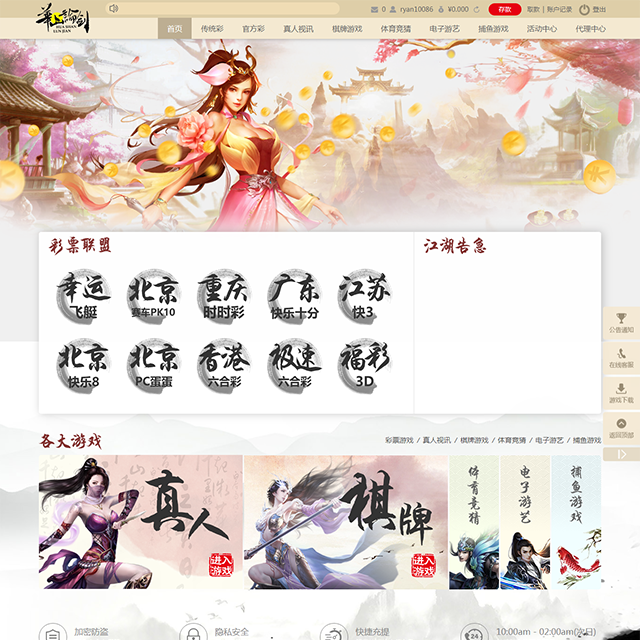 华山论剑
HUA SHAN
LUN JIAN
0 ryan10086 ¥0.000 存款 取款 | 账户记录 登出
首页 传统彩 官方彩 真人视讯 棋牌游戏 体育竞猜 电子游艺 捕鱼游戏 活动中心 代理中心
彩票联盟 江湖告急
幸运 北京 重庆 广东 江苏
飞艇 赛车PK10 时时彩 快乐十分 快3
北京 北京 香港 极速 福彩
快乐8 PC蛋蛋 六合彩 六合彩 3D
公告通知
在线客服
游戏下载
返回顶部
各大游戏 彩票游戏 / 真人视讯 / 棋牌游戏 / 体育竞猜 / 电子游艺 / 捕鱼游戏
真人
进入游戏
棋牌
进入游戏
体育竞猜
电子游艺
捕鱼游戏
加密防盗 隐私安全 快捷充提 24 10:00am - 02:00am(次日)